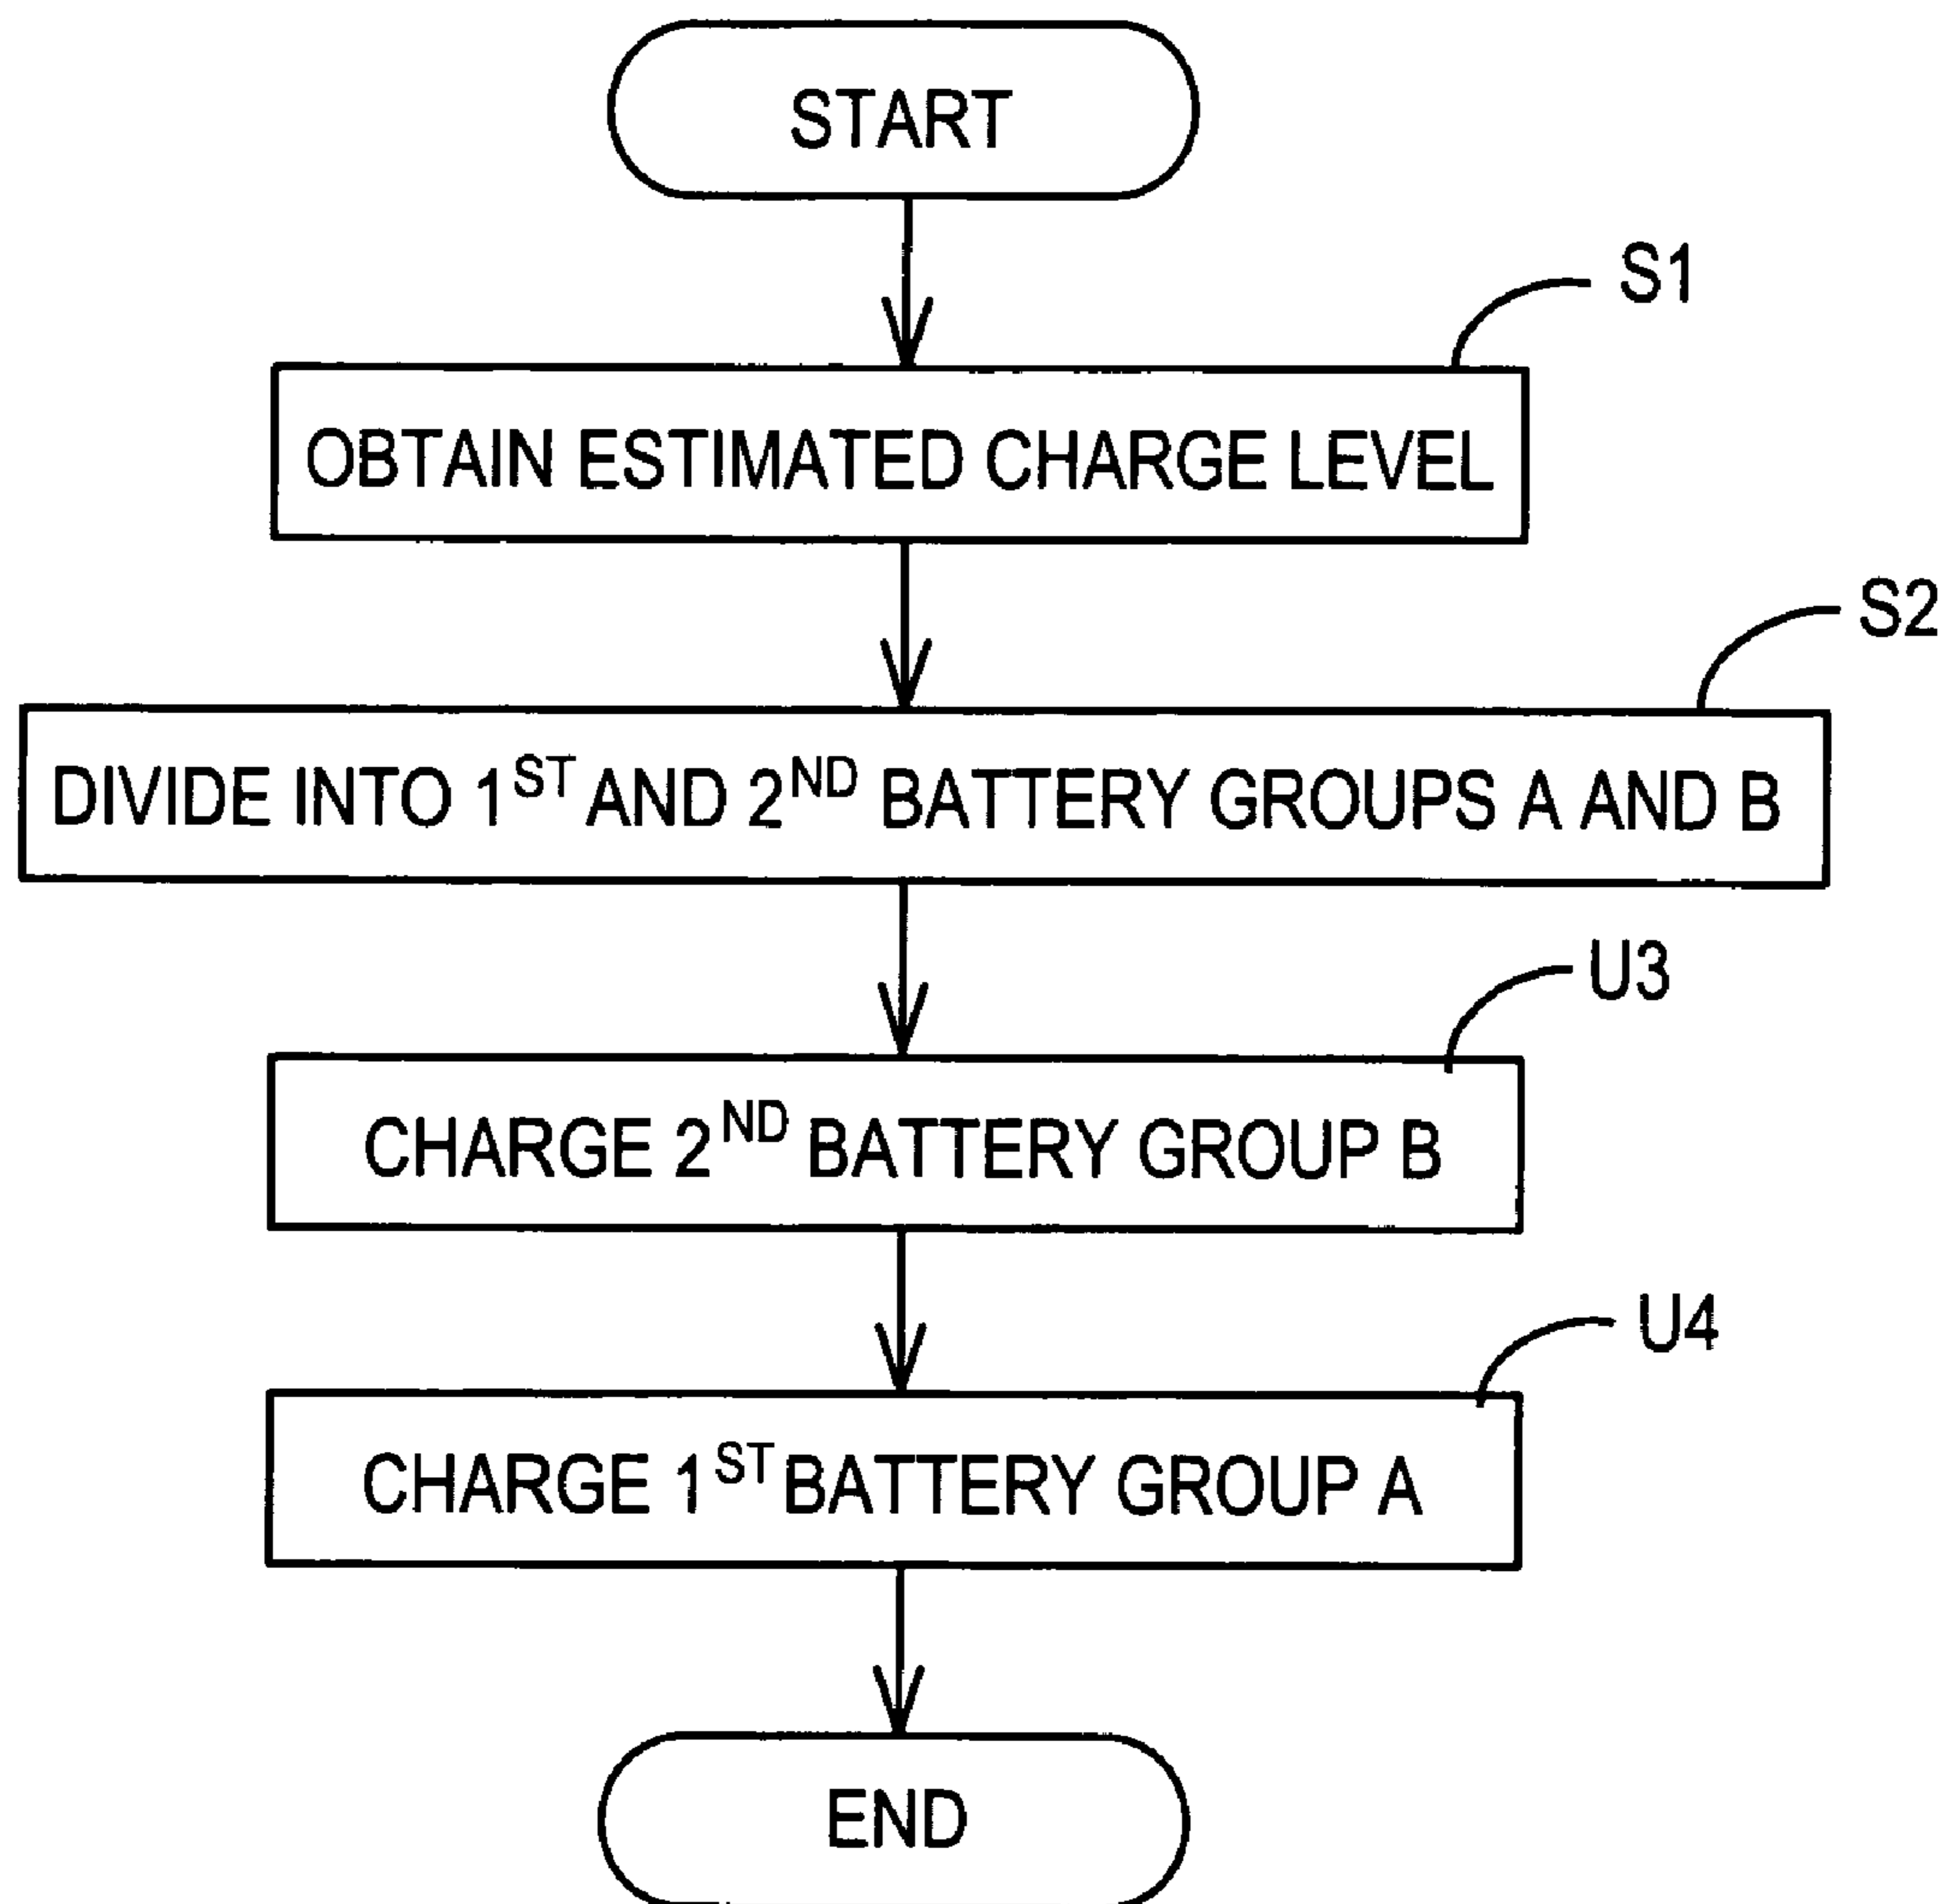 START
S1
OBTAIN ESTIMATED CHARGE LEVEL
S2
DIVIDE INTO 1ST AND 2ND BATTERY GROUPS A AND B
U3
CHARGE 2ND BATTERY GROUP B
U4
CHARGE 1ST BATTERY GROUP A
END